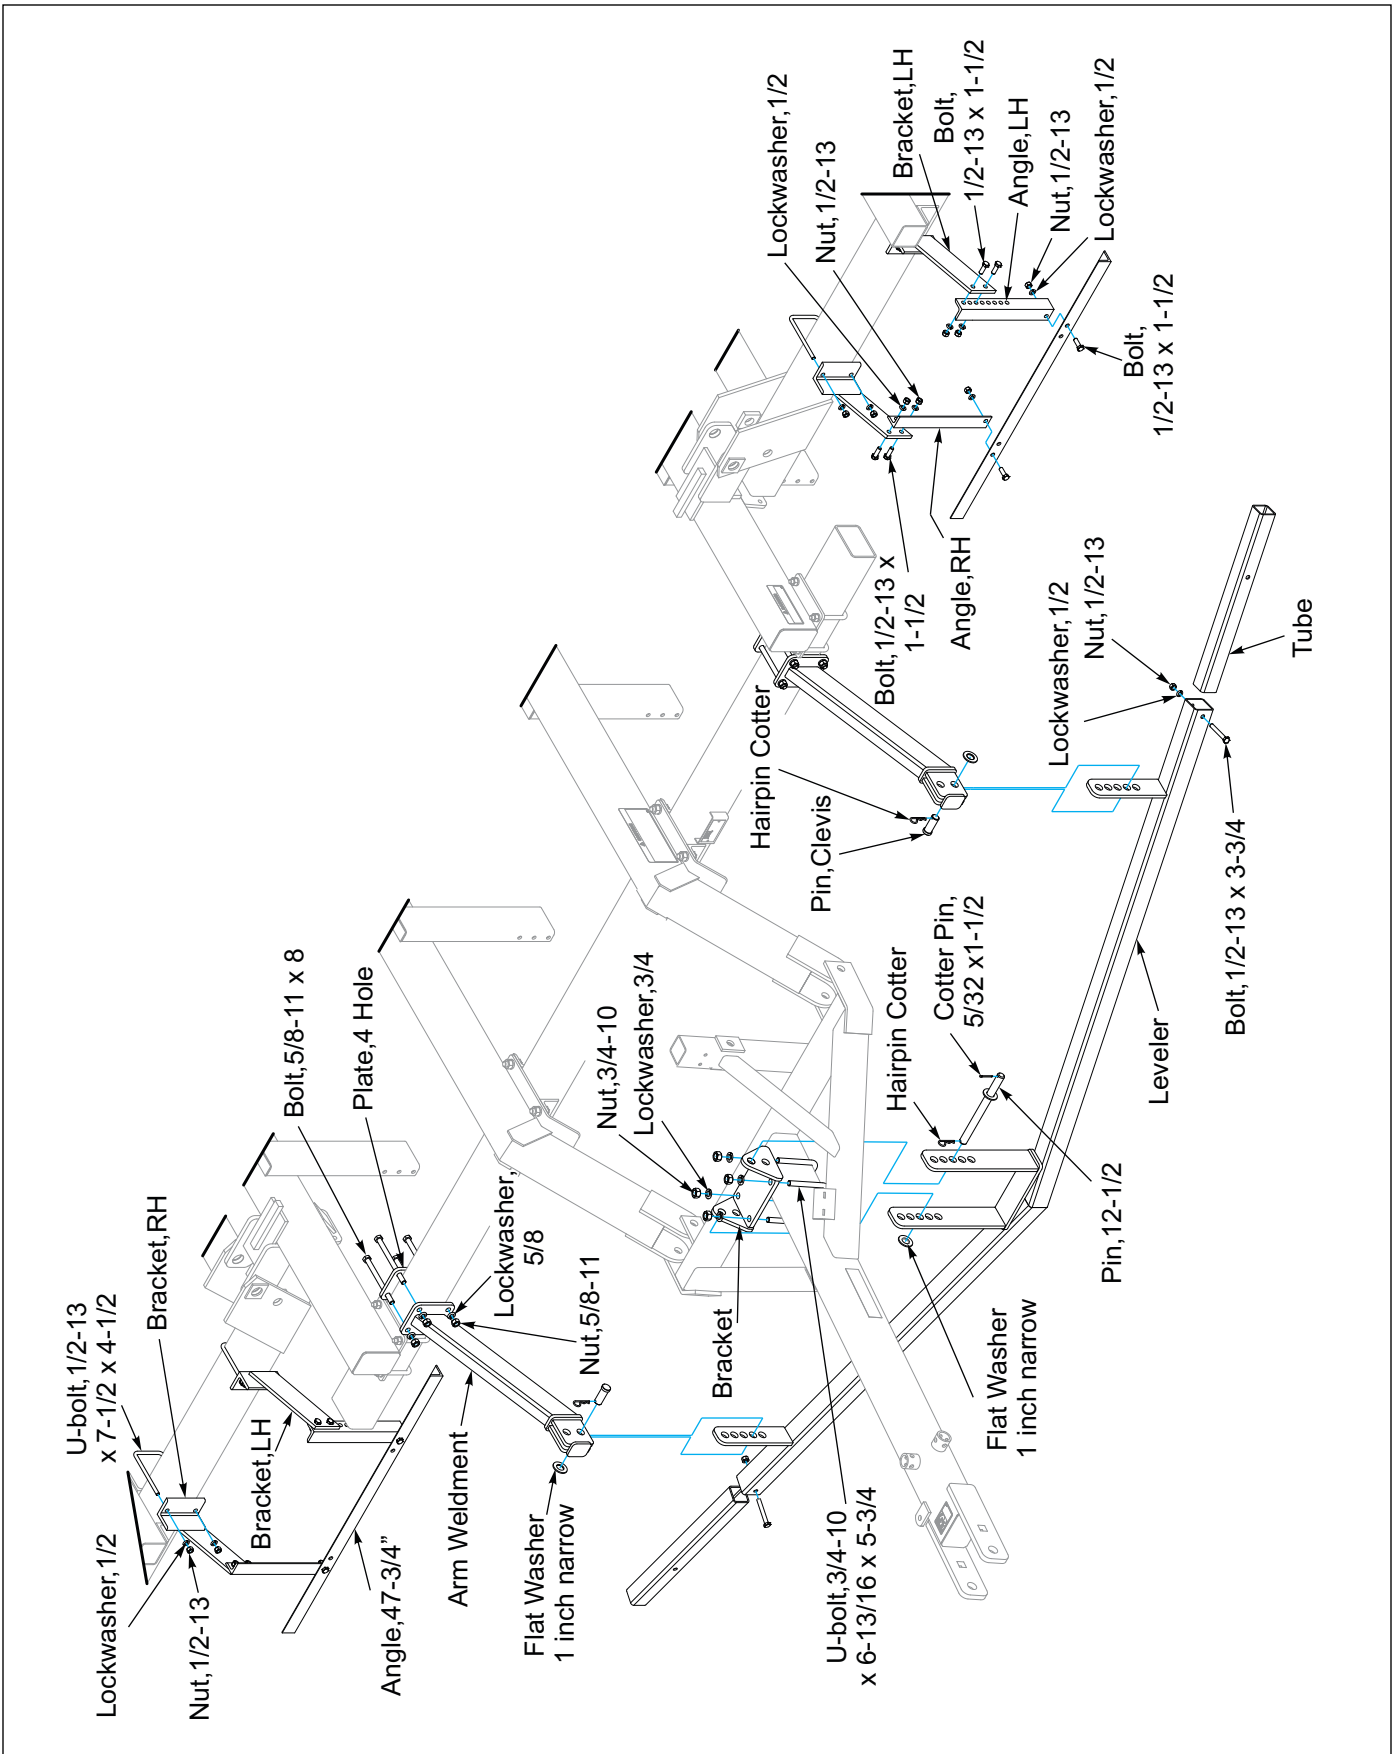 U-bolt,1/2-13
x 7-1/2 x 4-1/2
Bracket,RH
Lockwasher,1/2
Nut,1/2-13
Bracket,LH
Angle,47-3/4”
Bolt,5/8-11 x 8
Plate,4 Hole
Lockwasher,
5/8
Nut,5/8-11
Arm Weldment
Flat Washer
1 inch narrow
Nut,3/4-10
Lockwasher,3/4
Bracket
U-bolt,3/4-10
x 6-13/16 x 5-3/4
Hairpin Cotter
Cotter Pin,
5/32 x1-1/2
Pin,12-1/2
Flat Washer
1 inch narrow
Leveler
Hairpin Cotter
Pin,Clevis
Lockwasher,1/2
Nut,1/2-13
Bolt,1/2-13 x 3-3/4
Tube
Lockwasher,1/2
Nut,1/2-13
Bolt,1/2-13 x
1-1/2
Angle,RH
Bracket,LH
Bolt,
1/2-13 x 1-1/2
Angle,LH
Nut,1/2-13
Lockwasher,1/2
Bolt,
1/2-13 x 1-1/2